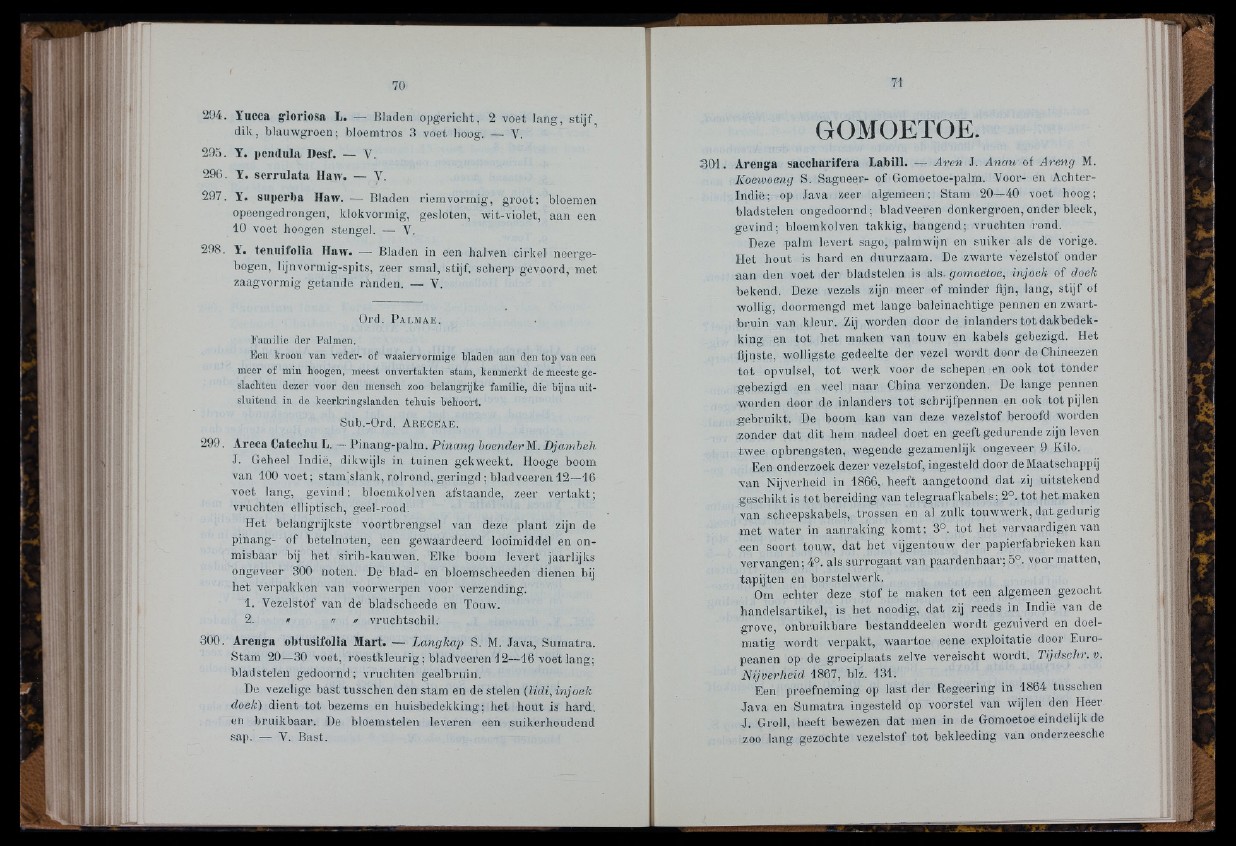 70
294. Yucca gloriosa L. — Bladen opgericht, 2 voet lang, stijf,
dik, blauwgroen; bloemtros 3 voet hoog. — V.
295. Y. pendula Desf. — V.
296. Y. serrulata Haw. — V.
297. Y. superba Haw. — Bladen riemvormig, groot; bloemen
opeengedrongen, klokvormig, gesloten, wit-violet, aan een
10 voet hoogen stengel. — V.
298. Y. tenuifolia Haw. — Bladen in een halven cirkel neerge-
bogen, lijnvormig-spits, zeer smal, stijf, scherp gevoord, met
zaagvormig getande randen. — V.
Ord. PALMAE.
Familie der Palmen.
Een kroon van veder- of waaiervormige bladen aan den top van een
meer of min hoogen, meest onvertakten stam, kenmerkt de meeste ge-
slachten dezer voor den mensch zoo belangrijke familie, die bijna uit-
sluitend in de keerkringslanden tehuis behoort.
Sub.-Ord. ARECEAE.
299. Areca Catechu L. — Pinang-palm. Pinang boender M. Djambeh
J. Geheel Indië, dikwijls in tuinen gekweekt. Hooge boom
van 100 voet; stam slank, rolrond, geringd; bladveeren 12—16
voet lang, gevind; bloemkolven afstaande, zeer vertakt;
vruchten elliptisch, geel-rood.
Het belangrijkste voortbrengsel van deze plant zijn de
pinang- of betelnoten, een gewaardeerd looimiddel en on-
misbaar bij het sirih-kauwen. Elke boom levert jaarlijks
ongeveer 300 noten. De blad- en bloemscheeden dienen bij
het verpakken van voorwerpen voor verzending.
1. Vezelstof van de bladscheede en Touw.
2. " " " vruchtschil.
300. Arenga obtusifolia Mart. — Langkap S. M. Java, Sumatra.
Stam 20—30 voet, roestkleurig; bladveeren 12—16 voet lang;
bladstelen gedoornd; vruchten geelbruin.
De vezelige bast tusschen den stam en de stelen (lidi, injoek
doek) dient tot bezems en huisbedekking; het hout is hard,
en bruikbaar. De bloemstelen leveren een suikerhoudend
sap. — V. Bast.
71
GOMOETOE.
301. Arenga saccharifera Labill. — Aren J. Anau of Areng M.
Koewoeng S. Sagueer- of Gomoetoe-palm. Voor- en Achter-
Indië; op Java zeer algemeen; Stam 20—40 voet hoog;
bladstelen ongedoornd; bladveeren donkergroen, onder bleek,
gevind; bloemkolven takkig, hangend; vruchten rond.
Deze palm levert sago, palmwijn en suiker als de vorige.
Het hout is hard en duurzaam. De zwarte vezelstof onder
aan den voet der bladstelen is als gomoetoe, injoek of doek
bekend. Deze vezels zijn meer of minder fijn, lang, stijf of
wollig, doormengd met lange baleinachtige pennen en zwart-
bruin van kleur. Zij worden door de inlanders tot dakbedek-
king en tot het maken van touw en kabels gebezigd. Het
fijnste, wolligste gedeelte der vezel wordt door de Chineezen
tot opvulsel, tot werk voor de schepen en ook tot tonder
gebezigd en veel naar China verzonden. De lange pennen
worden door de inlanders tot schrijfpennen en ook tot pijlen
gebruikt. De boom kan van deze vezelstof beroofd worden
zonder dat dit hem nadeel doet en geeft gedurende zijn leven
twee opbrengsten, wegende gezamenlijk ongeveer 9 Kilo.
Een onderzoek dezer vezelstof, ingesteld door de Maatschappij
van Nijverheid in 1866, heeft aangetoond dat zij uitstekend
geschikt is tot bereiding van telegraafkabels; 2°. tot het maken
van scheepskabels, trossen en al zulk touwwerk, dat gedurig
met water in aanraking komt; 3°. tot het vervaardigen van
een soort touw, dat het vijgentouw der papierfabrieken kan
vervangen; 4°. als surrogaat van paardenhaar; 5°. voor matten,
tapijten en borstelwerk.
Om echter deze stof te maken tot een algemeen gezocht
handelsartikel, is het noodig, dat zij reeds in Indië van de
grove, onbruikbare bestanddeelen wordt gezuiverd en doel-
matig wordt verpakt, waartoe eene exploitatie door Euro-
peanen op de groeiplaats zelve vereischt wordt. Tijdschr. v.
Nijverheid 1867, blz. 131.
Een proefneming op last der Regeering in 1864 tusschen
Java en Sumatra ingesteld op voorstel van wijlen den Heer
J. Groll, heeft bewezen dat men in de Gomoetoe eindelijk de
zoo lang gezochte vezelstof tot bekleeding van onderzeesche